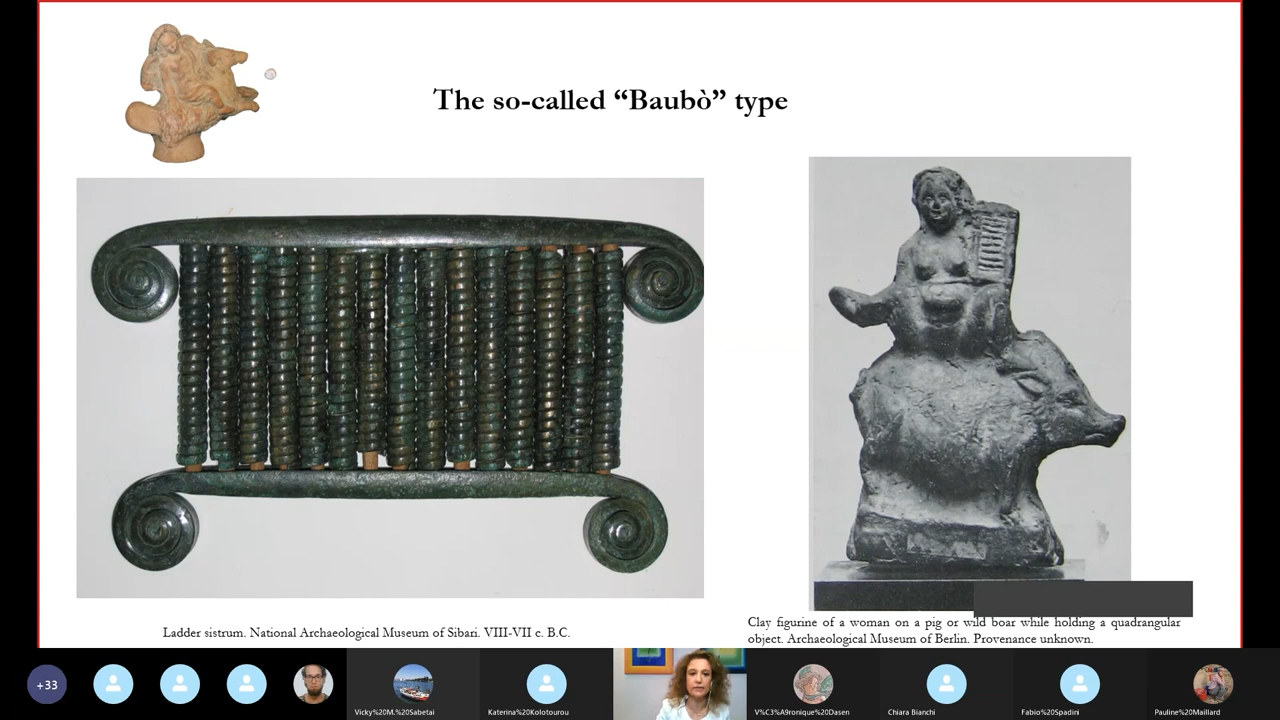 The so-called “Baubò” type
Ladder sistrum. National Archaeological Museum of Sibari. VIII-VII c. B.C.
Clay figurine of a woman on a pig or wild boar while holding a quadrangular
object. Archaeological Museum of Berlin. Provenance unknown.
+33
Vicky%20M.%20Sabetai
Katerina%20Kolotourou
V%C3%A9ronique%20Dasen
Chiara Bianchi
Fabio%20Spadini
Pauline%20Maillard